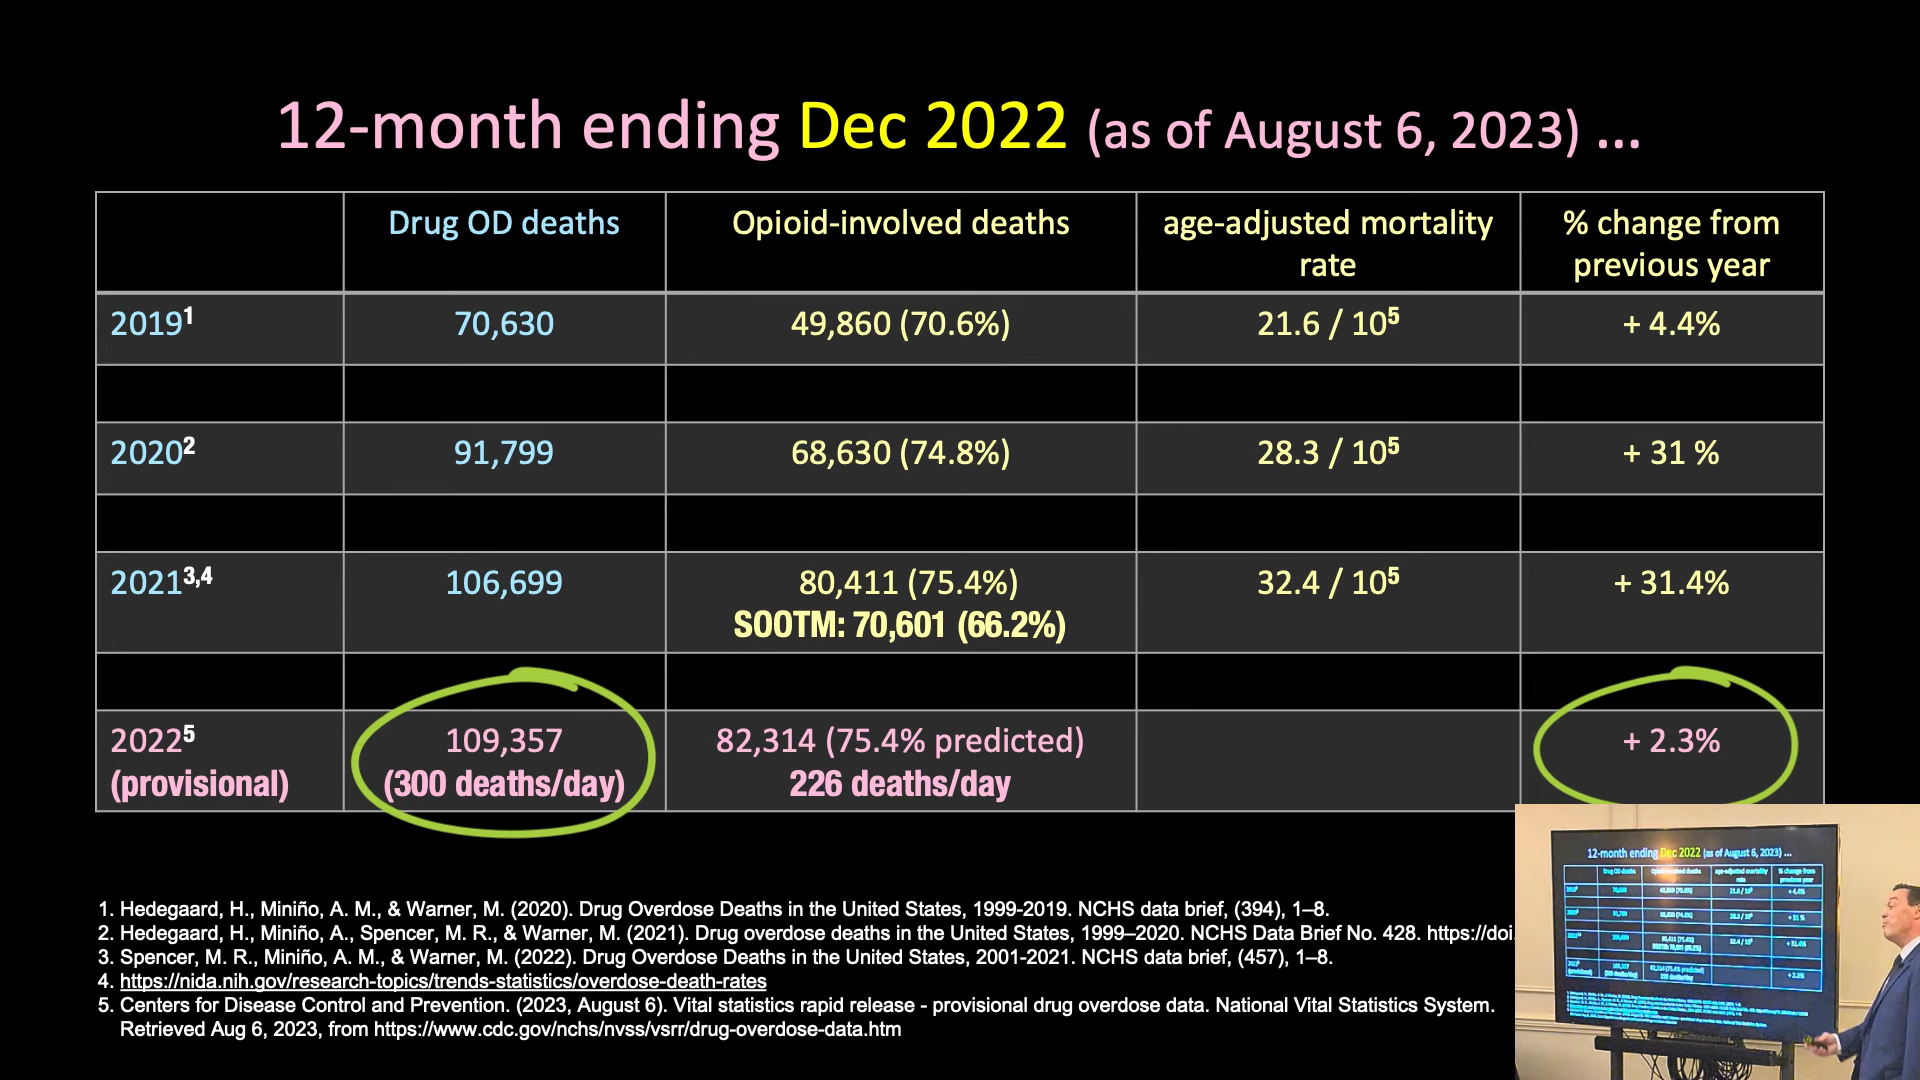 12-month ending Dec 2022 (as of August 6, 2023) ...
Drug OD deaths
Opioid-involved deaths
age-adjusted mortality
rate
% change from
previous year
2019¹
70,630
49,860 (70.6%)
21.6 / 10⁵
+ 4.4%
2020²
91,799
68,630 (74.8%)
28.3 / 10⁵
+ 31 %
2021³,⁴
106,699
80,411 (75.4%)
SOOTM: 70,601 (66.2%)
32.4 / 10⁵
+ 31.4%
2022⁵
(provisional)
109,357
(300 deaths/day)
82,314 (75.4% predicted)
226 deaths/day
+ 2.3%
1. Hedegaard, H., Miniño, A. M., & Warner, M. (2020). Drug Overdose Deaths in the United States, 1999-2019. NCHS data brief, (394), 1–8.
2. Hedegaard, H., Miniño, A., Spencer, M. R., & Warner, M. (2021). Drug overdose deaths in the United States, 1999–2020. NCHS Data Brief No. 428. https://doi.
3. Spencer, M. R., Miniño, A. M., & Warner, M. (2022). Drug Overdose Deaths in the United States, 2001-2021. NCHS data brief, (457), 1–8.
4. https://nida.nih.gov/research-topics/trends-statistics/overdose-death-rates
5. Centers for Disease Control and Prevention. (2023, August 6). Vital statistics rapid release - provisional drug overdose data. National Vital Statistics System.
Retrieved Aug 6, 2023, from https://www.cdc.gov/nchs/nvss/vsrr/drug-overdose-data.htm
12-month ending Dec 2022 (as of August 6, 2023) ...